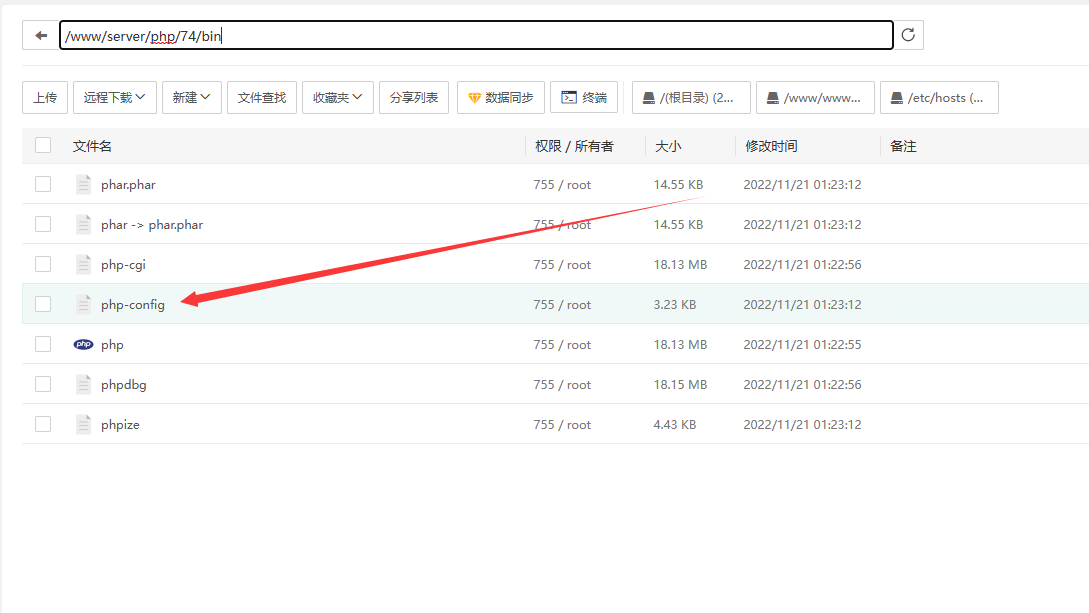 /www/server/php/74/bin
上传 远程下载 新建 文件查找 收藏夹 分享列表 数据同步 终端 /(根目录) (2... /www/www... /etc/hosts (...
文件名 权限 / 所有者 大小 修改时间 备注
phar.phar 755 / root 14.55 KB 2022/11/21 01:23:12
phar -> phar.phar 755 / root 14.55 KB 2022/11/21 01:23:12
php-cgi 755 / root 18.13 MB 2022/11/21 01:22:56
php-config 755 / root 3.23 KB 2022/11/21 01:23:12
php php 755 / root 18.13 MB 2022/11/21 01:22:55
phpdbg 755 / root 18.15 MB 2022/11/21 01:22:56
phpize 755 / root 4.43 KB 2022/11/21 01:23:12